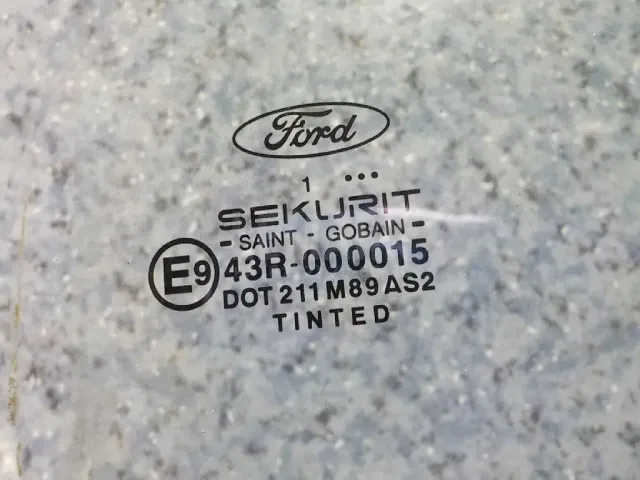 Ford
1 •••
SEKURIT
- SAINT - GOBAIN -
E9 43R-000015
DOT 211 M89 AS2
TINTED